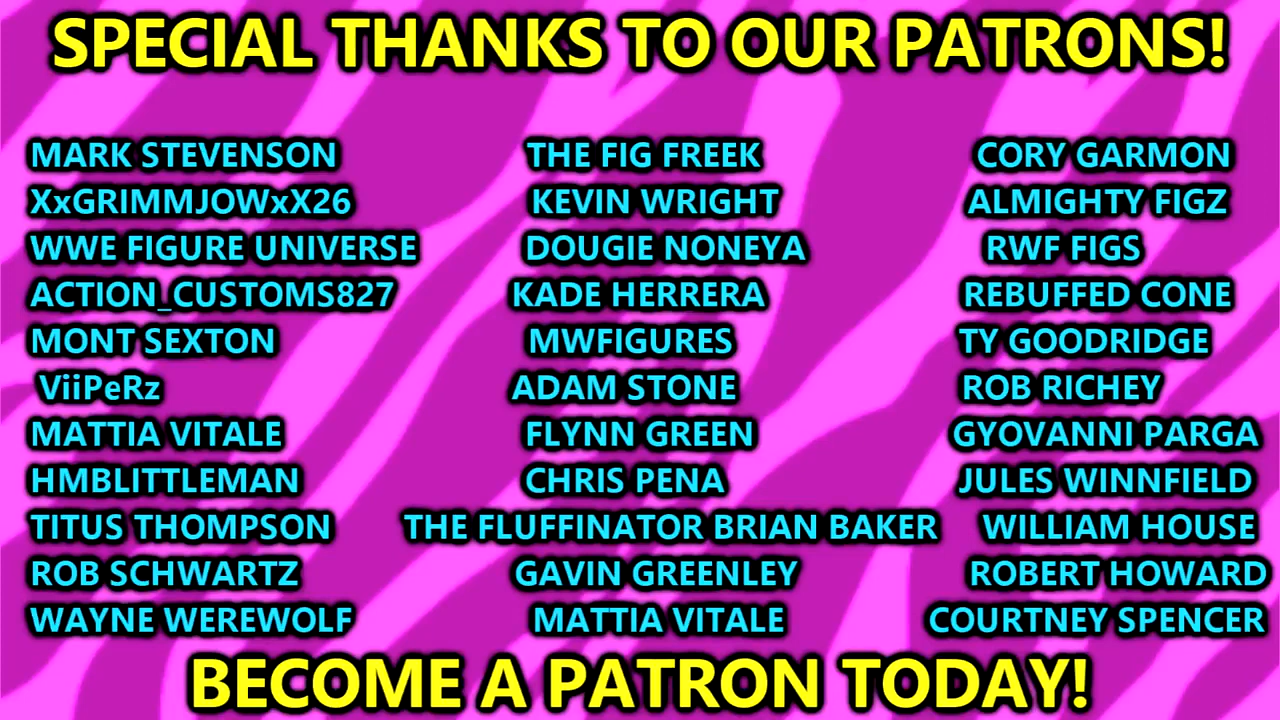 SPECIAL THANKS TO OUR PATRONS!
MARK STEVENSON THE FIG FREEK CORY GARMON
XxGRIMMJOWxX26 KEVIN WRIGHT ALMIGHTY FIGZ
WWE FIGURE UNIVERSE DOUGIE NONEYA RWF FIGS
ACTION_CUSTOMS827 KADE HERRERA REBUFFED CONE
MONT SEXTON MWFIGURES TY GOODRIDGE
ViiPeRz ADAM STONE ROB RICHEY
MATTIA VITALE FLYNN GREEN GYOVANNI PARGA
HMBLITTLEMAN CHRIS PENA JULES WINNFIELD
TITUS THOMPSON THE FLUFFINATOR BRIAN BAKER WILLIAM HOUSE
ROB SCHWARTZ GAVIN GREENLEY ROBERT HOWARD
WAYNE WEREWOLF MATTIA VITALE COURTNEY SPENCER
BECOME A PATRON TODAY!